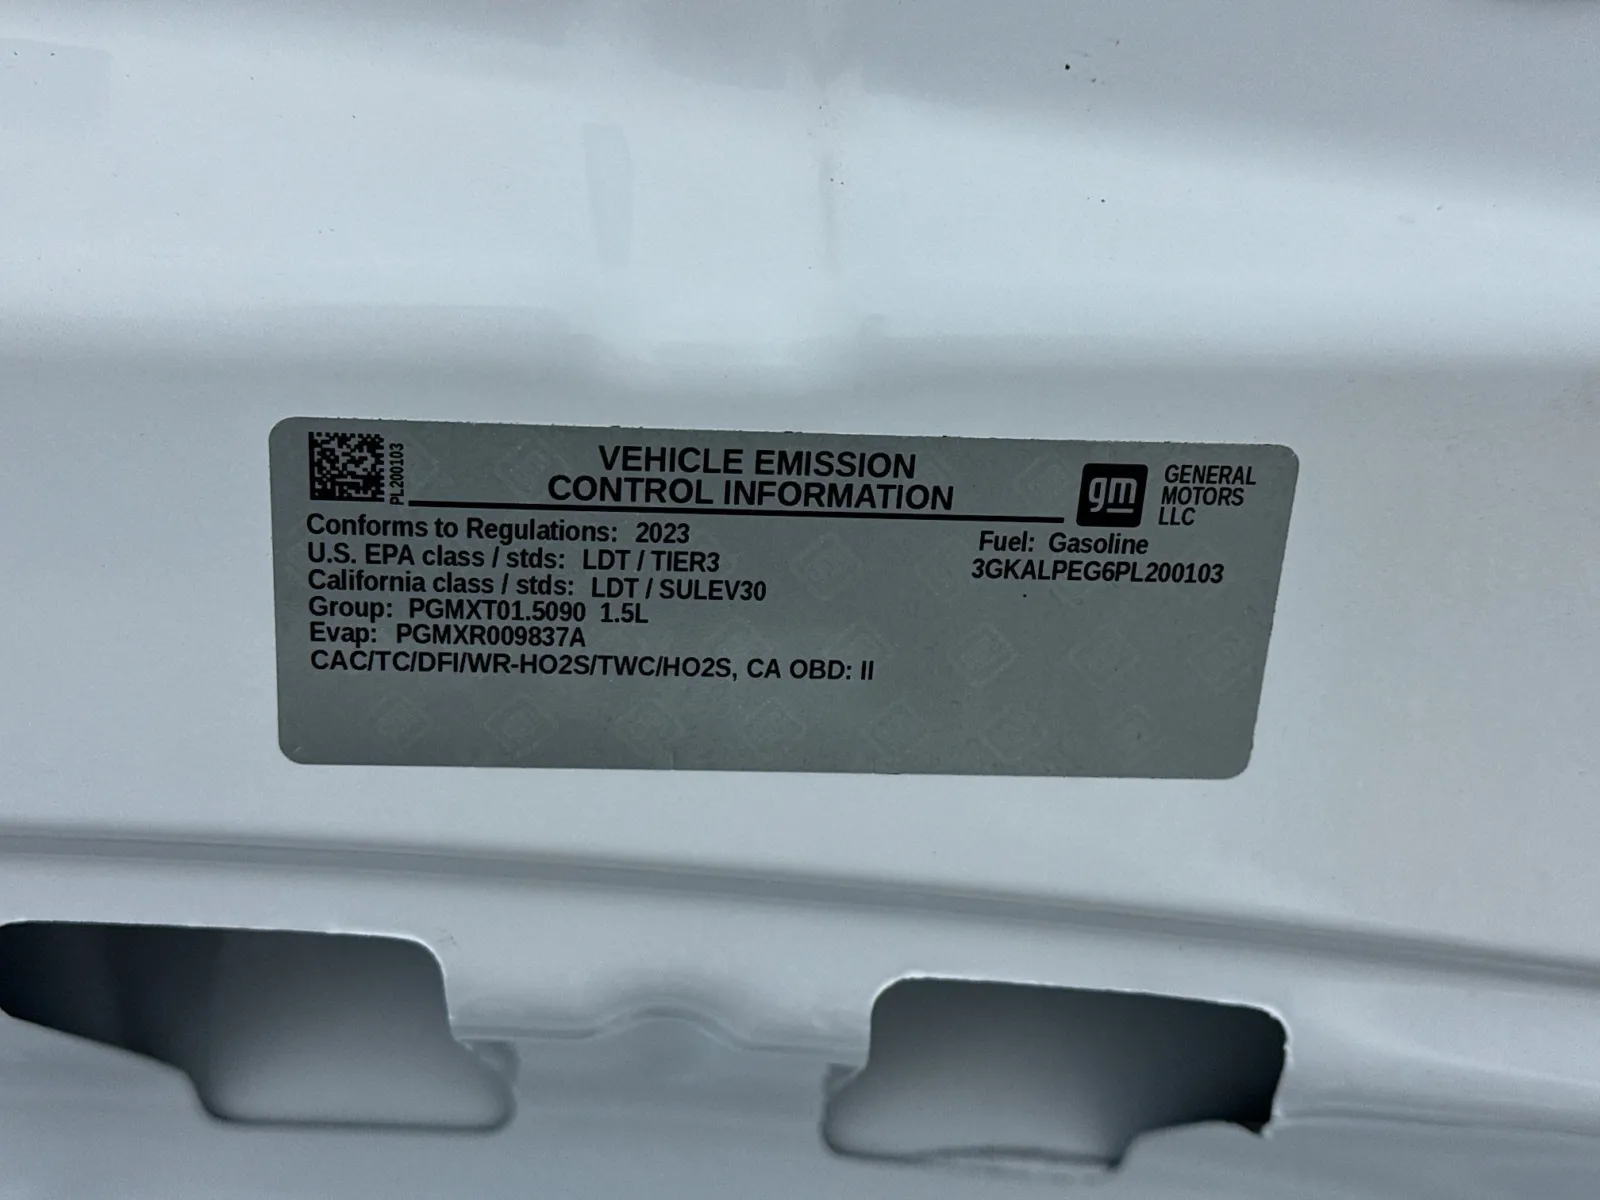 PL200103
VEHICLE EMISSION
CONTROL INFORMATION
gm
GENERAL
MOTORS
LLC
Conforms to Regulations: 2023
U.S. EPA class / stds: LDT / TIER3
California class / stds: LDT / SULEV30
Group: PGMXT01.5090 1.5L
Evap: PGMXR009837A
CAC/TC/DFI/WR-HO2S/TWC/HO2S, CA OBD: II
Fuel: Gasoline
3GKALPEG6PL200103